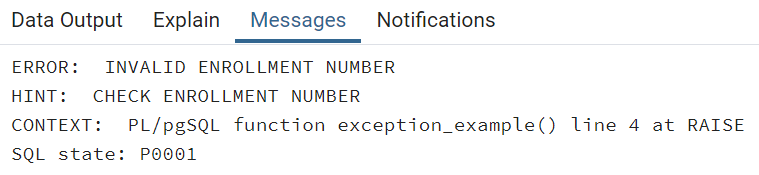 Data Output Explain Messages Notifications
ERROR:  INVALID ENROLLMENT NUMBER
HINT:  CHECK ENROLLMENT NUMBER
CONTEXT:  PL/pgSQL function exception_example() line 4 at RAISE
SQL state: P0001